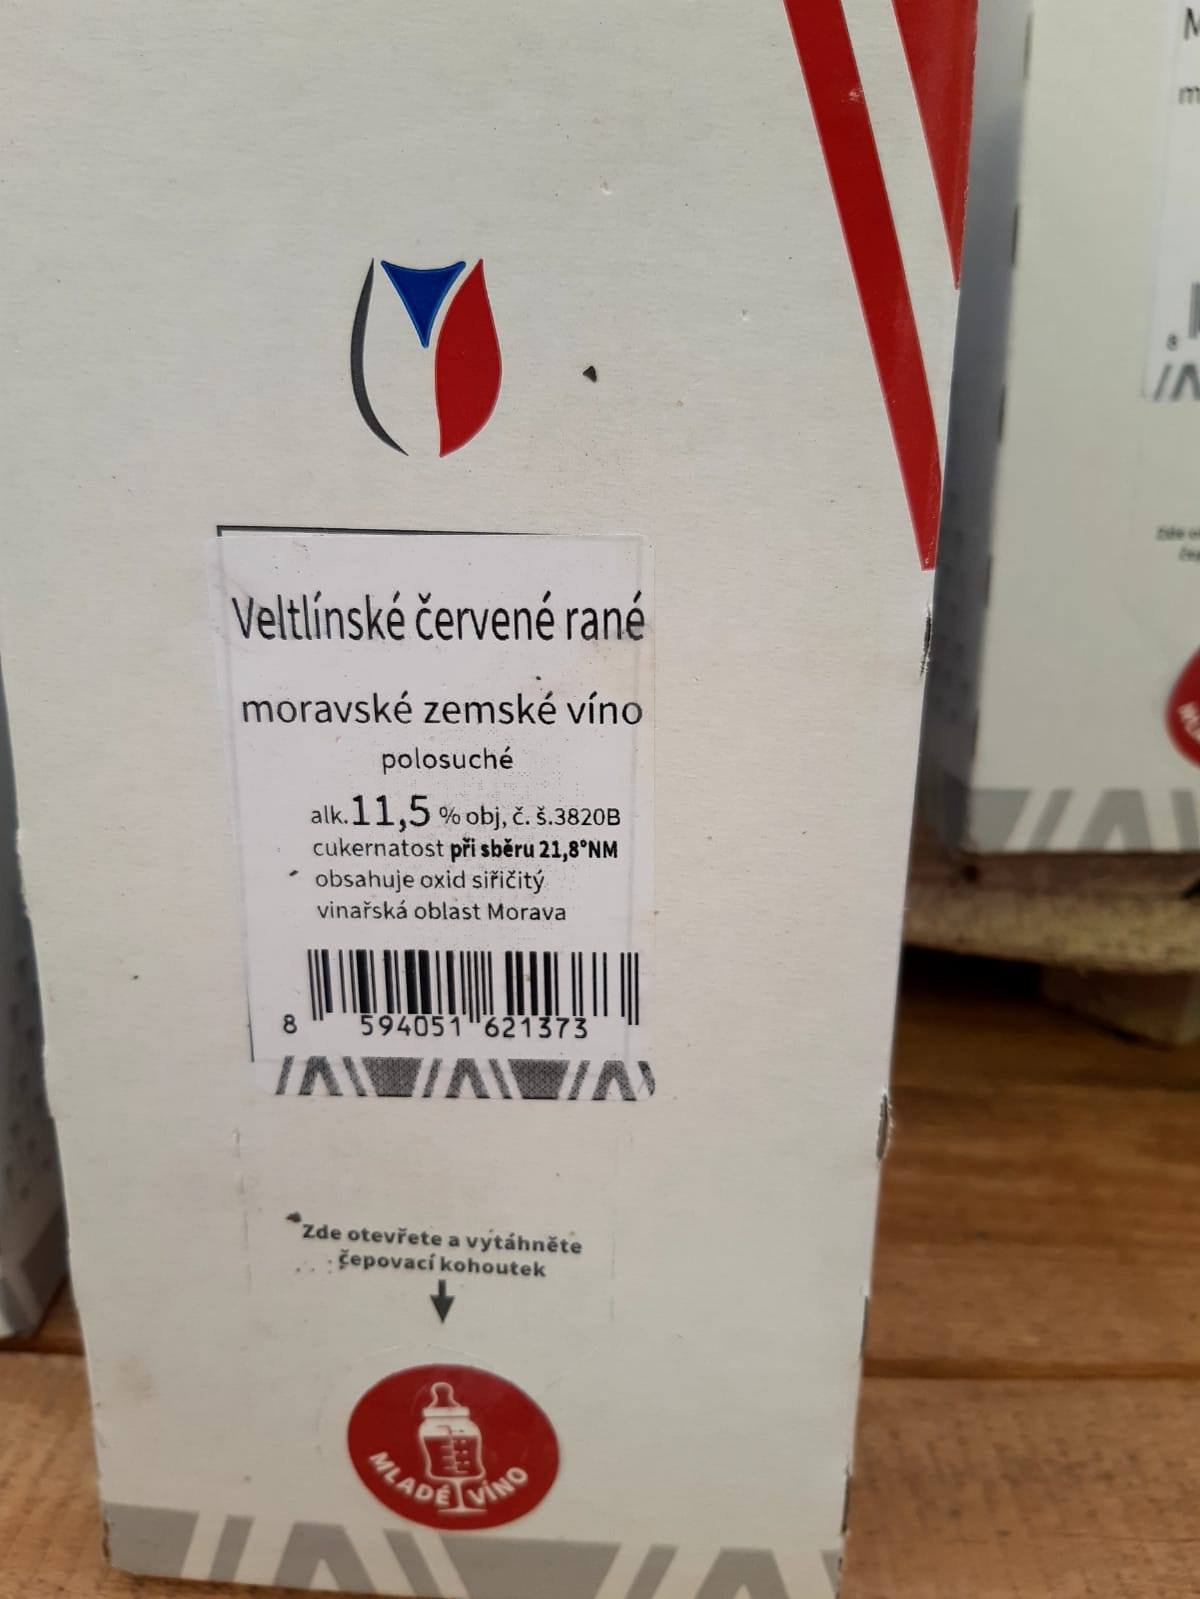 Veltlínské červené rané
moravské zemské víno
polosuché
alk. 11,5 % obj, č. š.3820B
cukernatost při sběru 21,8°NM
obsahuje oxid siřičitý
vinařská oblast Morava
8 594051 621373
Zde otevřete a vytáhněte
čepovací kohoutek
MLADÉ VÍNO